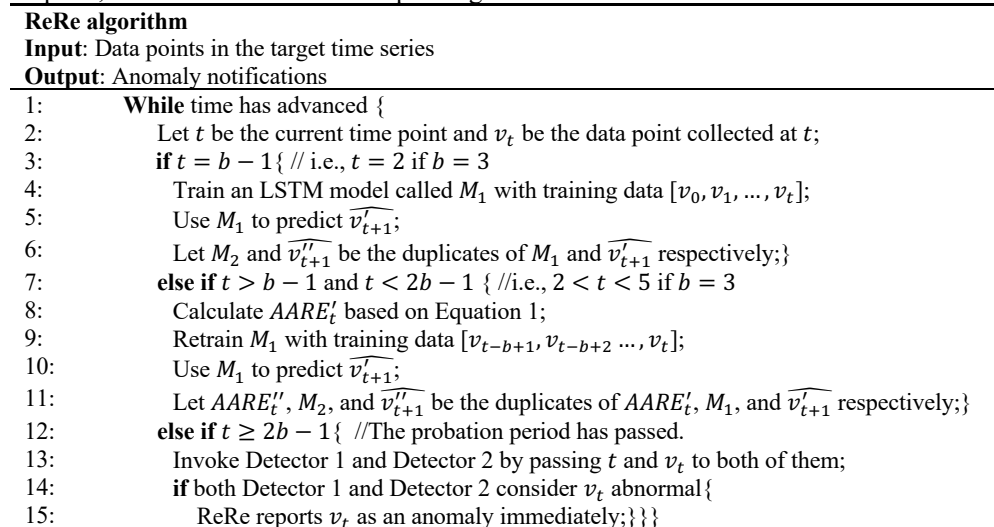 ReRe algorithm
Input: Data points in the target time series
Output: Anomaly notifications
1: While time has advanced {
2: Let t be the current time point and v_t be the data point collected at t;
3: if t = b − 1{ // i.e., t = 2 if b = 3
4: Train an LSTM model called M_1 with training data [v_0, v_1, … , v_t];
5: Use M_1 to predict \widehat{v'_{t+1}};
6: Let M_2 and \widehat{v''_{t+1}} be the duplicates of M_1 and \widehat{v'_{t+1}} respectively;}
7: else if t > b − 1 and t < 2b − 1 { //i.e., 2 < t < 5 if b = 3
8: Calculate AARE'_t based on Equation 1;
9: Retrain M_1 with training data [v_{t−b+1}, v_{t−b+2} … , v_t];
10: Use M_1 to predict \widehat{v'_{t+1}};
11: Let AARE''_t, M_2, and \widehat{v''_{t+1}} be the duplicates of AARE'_t, M_1, and \widehat{v'_{t+1}} respectively;}
12: else if t ≥ 2b − 1{ //The probation period has passed.
13: Invoke Detector 1 and Detector 2 by passing t and v_t to both of them;
14: if both Detector 1 and Detector 2 consider v_t abnormal{
15: ReRe reports v_t as an anomaly immediately;}}}